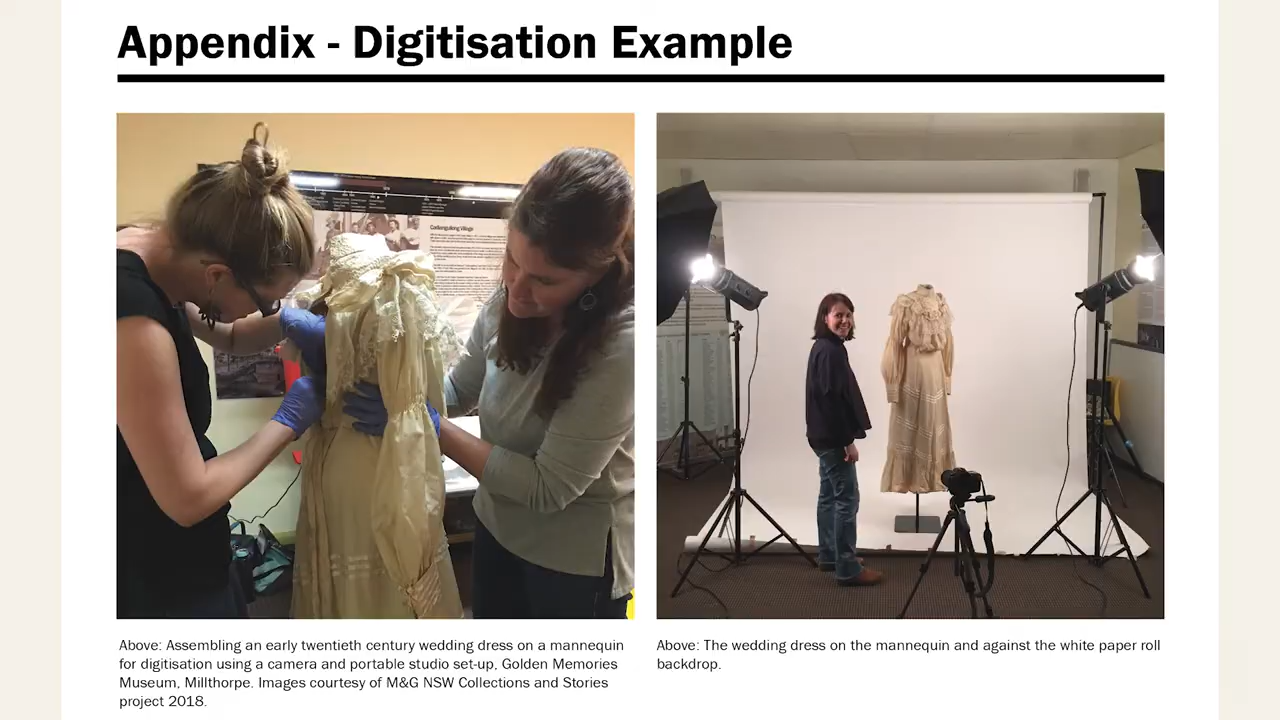 Appendix - Digitisation Example
Above: Assembling an early twentieth century wedding dress on a mannequin
for digitisation using a camera and portable studio set-up, Golden Memories
Museum, Millthorpe. Images courtesy of M&G NSW Collections and Stories
project 2018.
Above: The wedding dress on the mannequin and against the white paper roll
backdrop.